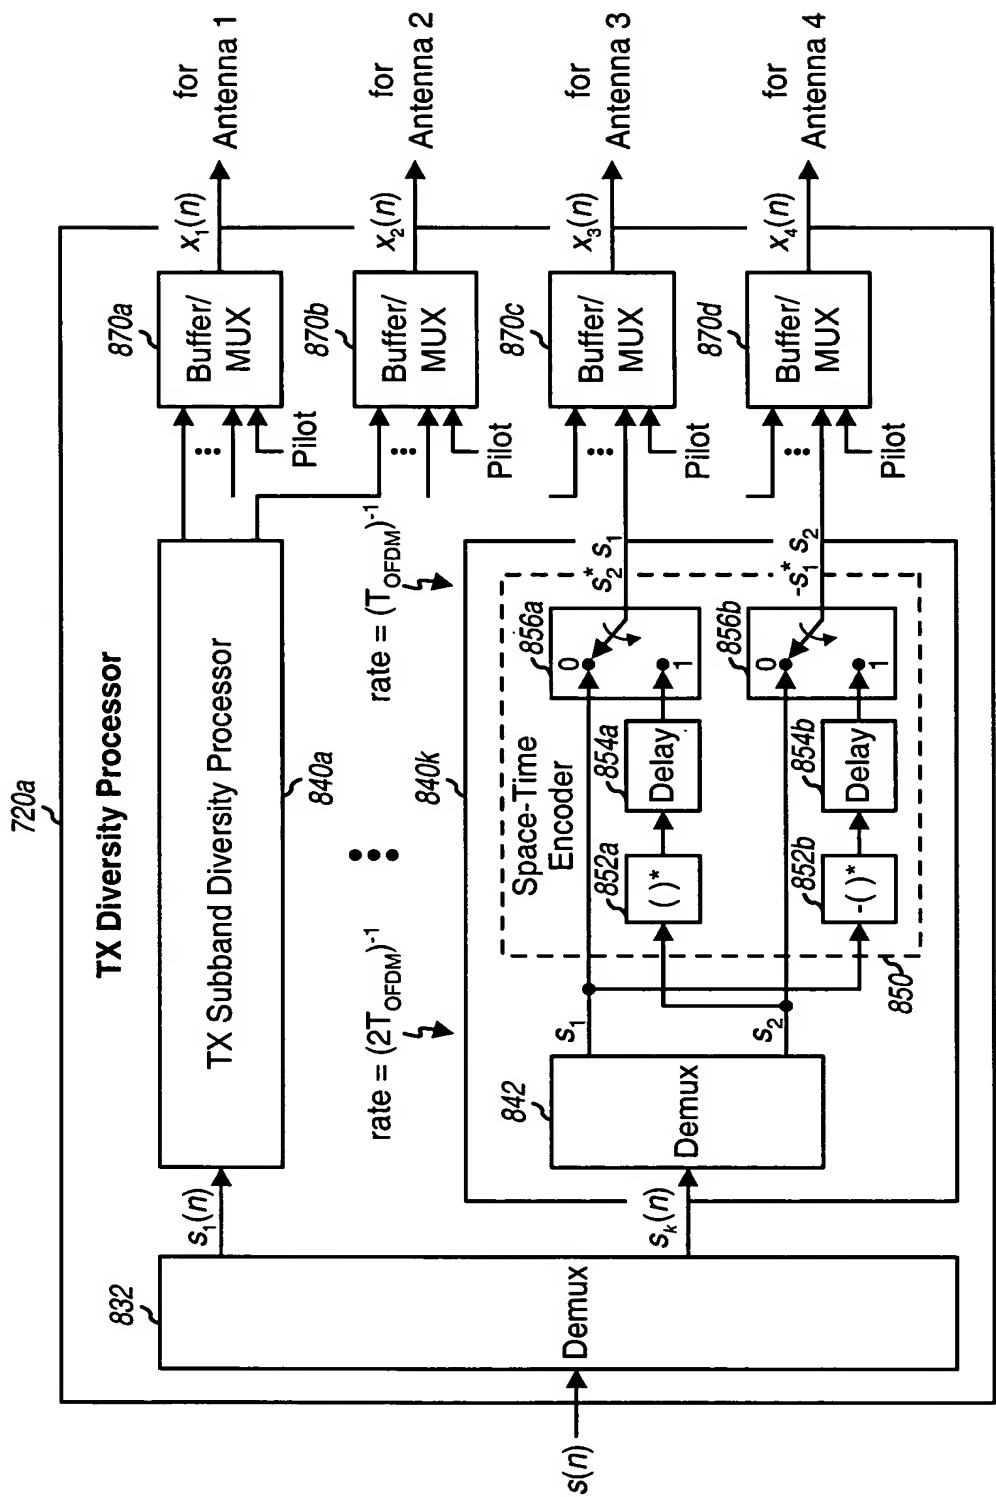 720a
TX Diversity Processor
832
Demux
s(n)
s₁(n)
sₖ(n)
TX Subband Diversity Processor
840a
rate = (2T_OFDM)⁻¹
rate = (T_OFDM)⁻¹
840k
842
Demux
s₁
s₂
Space-Time
Encoder
850
852a
( )*
854a
Delay
856a
0
1
s₂* s₁
852b
-( )*
854b
Delay
856b
0
1
-s₁* s₂
870a
Buffer/
MUX
Pilot
x₁(n)
for
Antenna 1
870b
Buffer/
MUX
Pilot
x₂(n)
for
Antenna 2
870c
Buffer/
MUX
Pilot
x₃(n)
for
Antenna 3
870d
Buffer/
MUX
Pilot
x₄(n)
for
Antenna 4